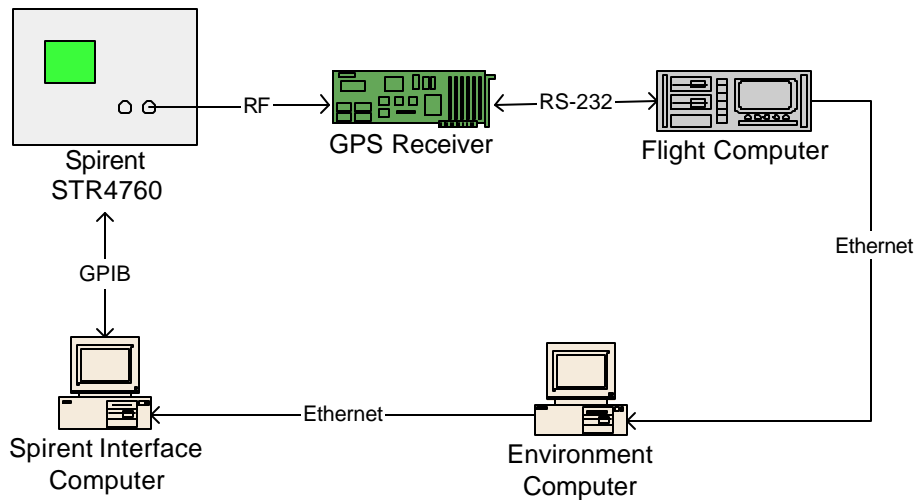 RF
RS-232
Spirent
STR4760
GPS Receiver
Flight Computer
Ethernet
GPIB
Ethernet
Spirent Interface
Computer
Environment
Computer